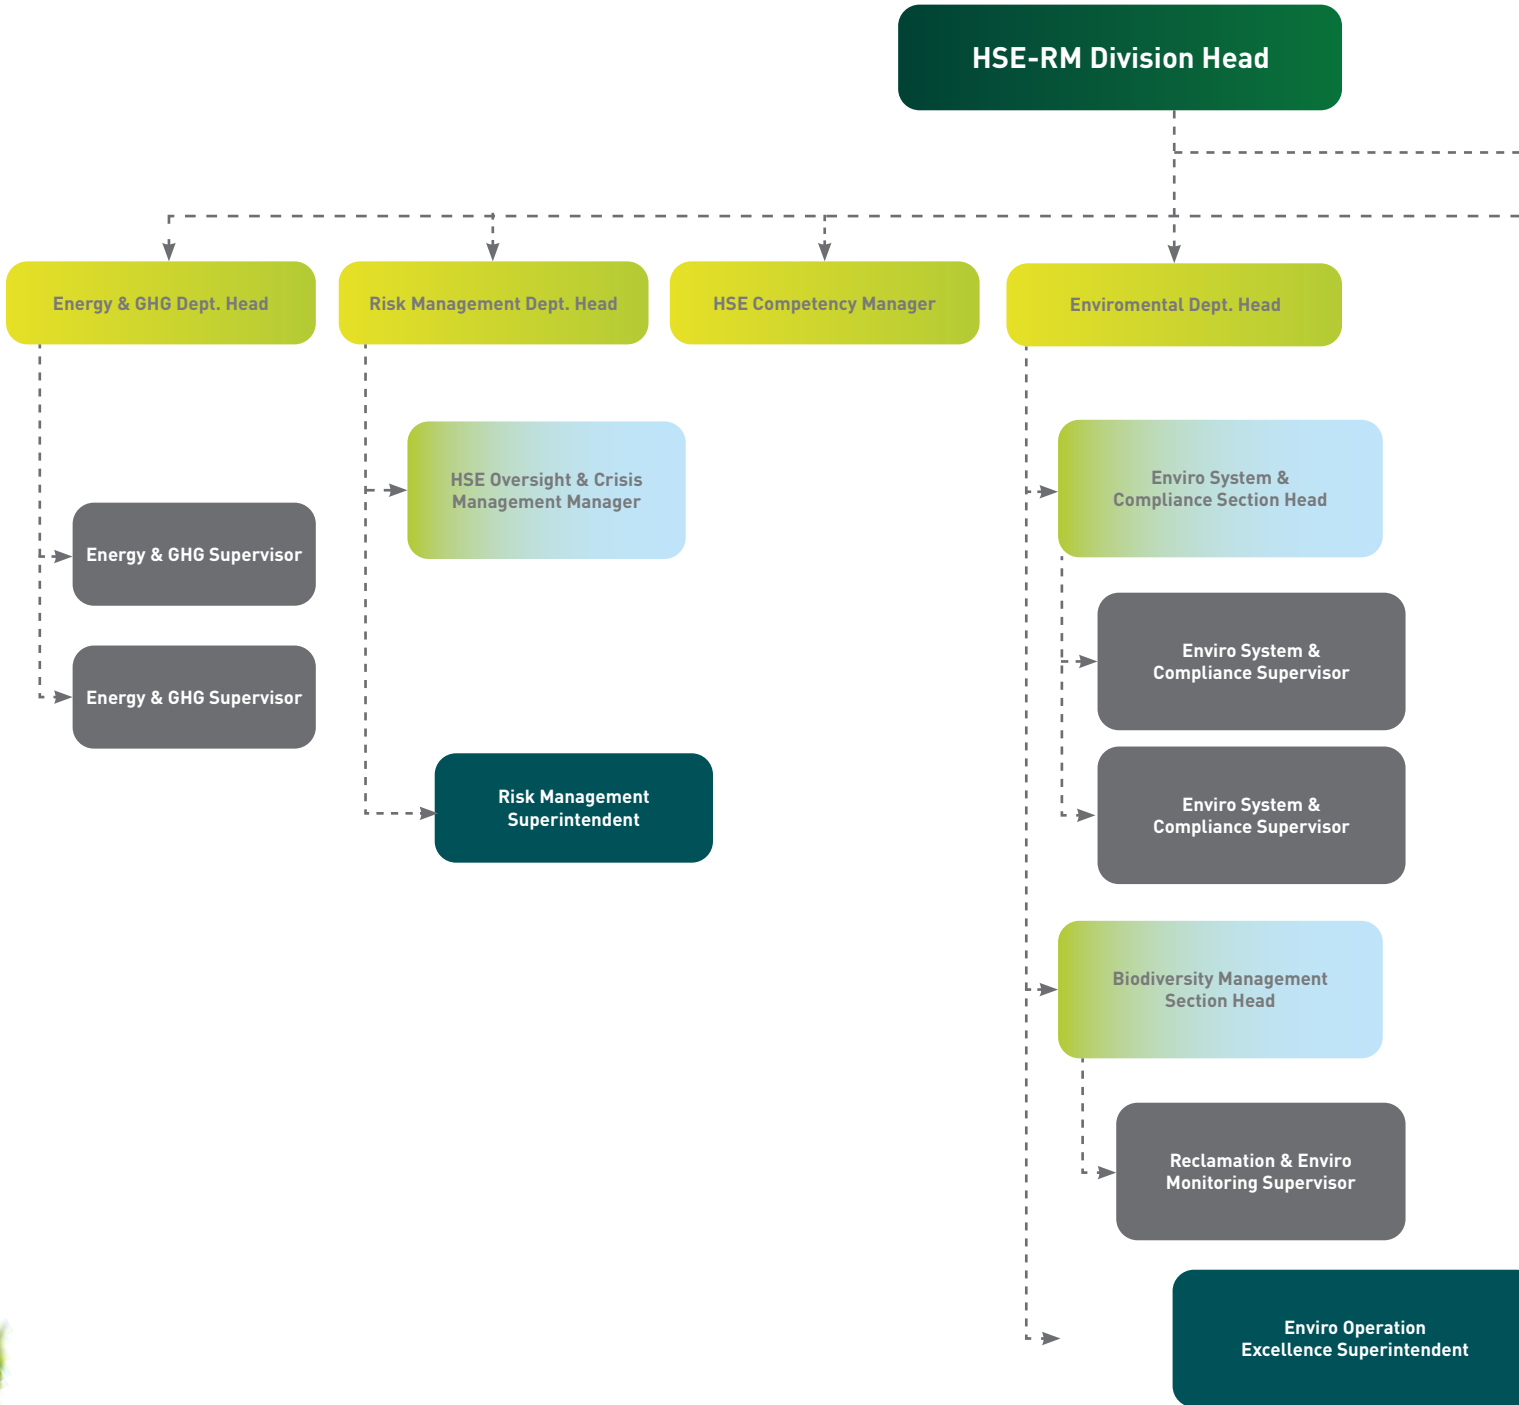 HSE-RM Division Head
Energy & GHG Dept. Head
Risk Management Dept. Head
HSE Competency Manager
Enviromental Dept. Head
Energy & GHG Supervisor
Energy & GHG Supervisor
HSE Oversight & Crisis
Management Manager
Risk Management
Superintendent
Enviro System &
Compliance Section Head
Enviro System &
Compliance Supervisor
Enviro System &
Compliance Supervisor
Biodiversity Management
Section Head
Reclamation & Enviro
Monitoring Supervisor
Enviro Operation
Excellence Superintendent